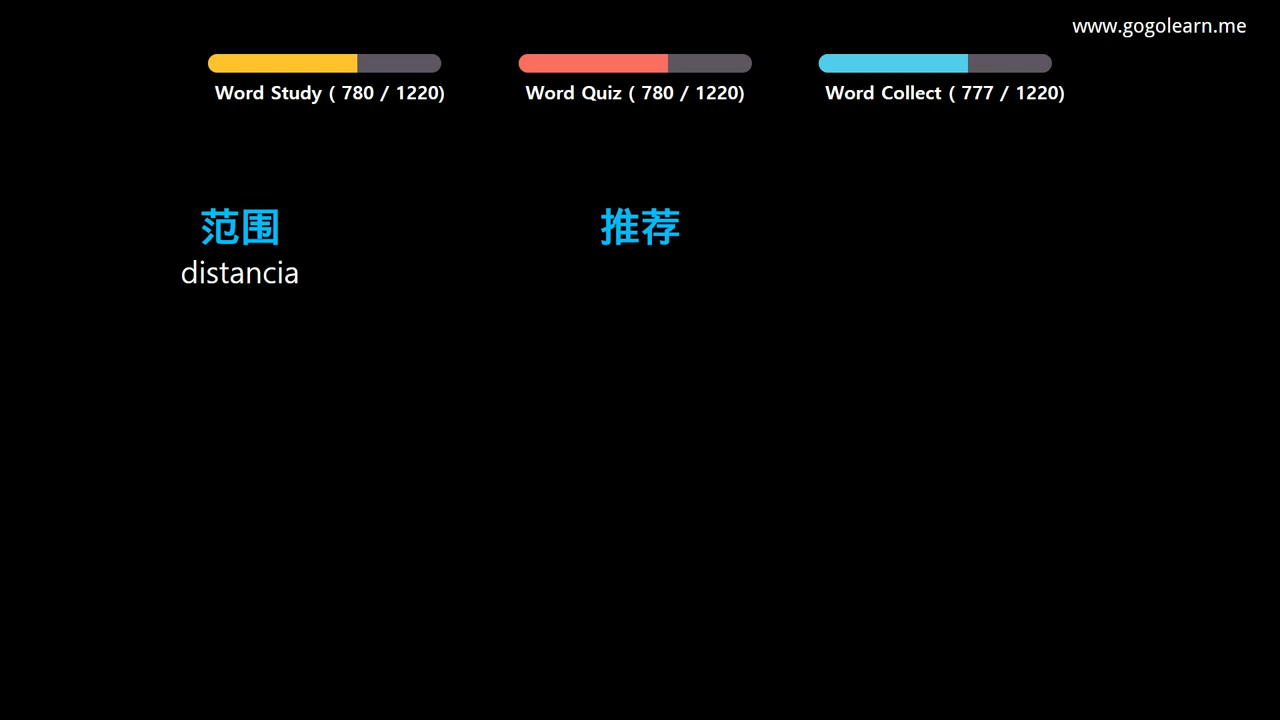 www.gogolearn.me
Word Study ( 780 / 1220)
Word Quiz ( 780 / 1220)
Word Collect ( 777 / 1220)
范围
distancia
推荐